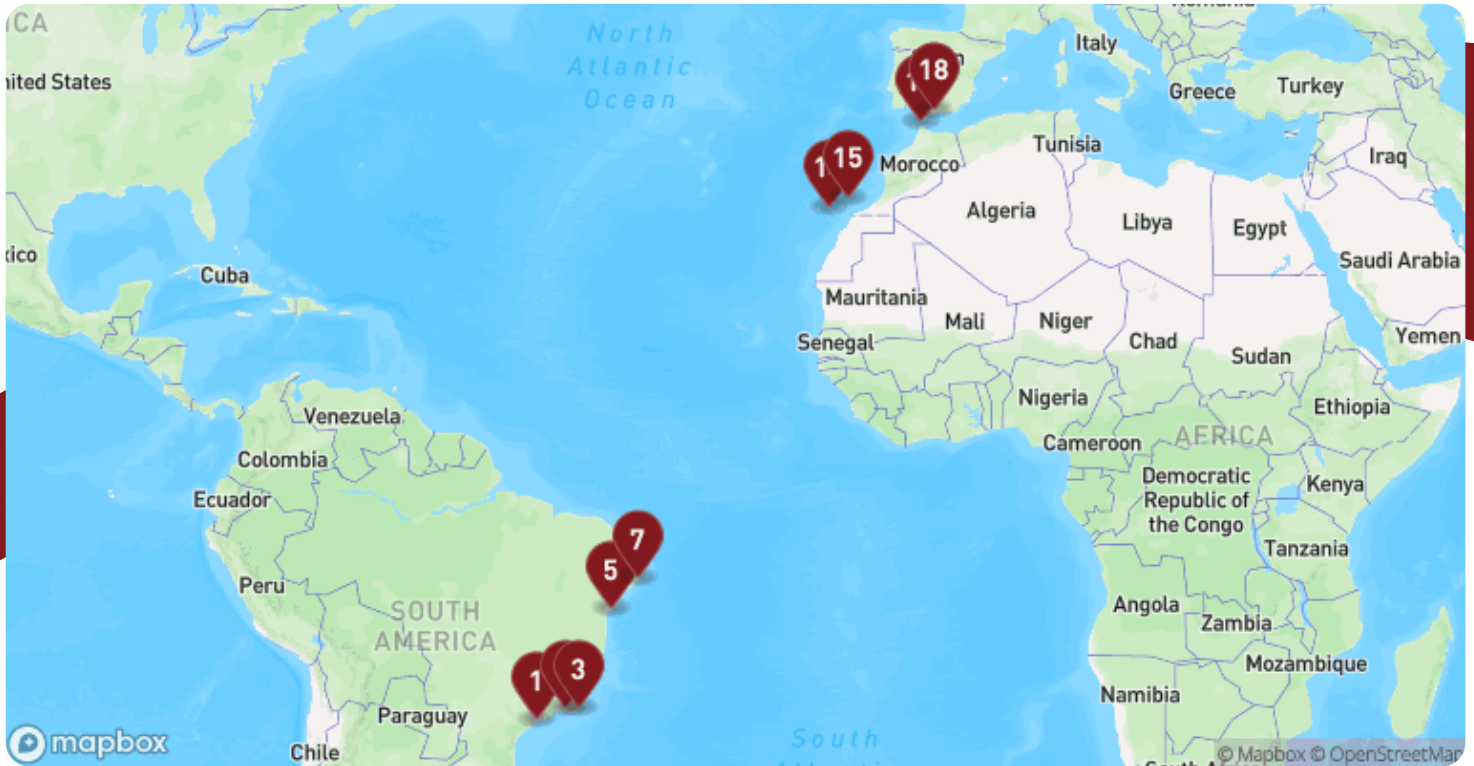 ICA
North
Atlantic
Ocean
Italy
nited States
18
Greece
Turkey
Tunisia
15
Morocco
Iraq
Algeria
Libya
Egypt
xico
Cuba
Saudi Arabia
Mauritania
Mali
Niger
Chad
Yemen
Senegal
Sudan
Nigeria
Ethiopia
Venezuela
Cameroon
AFRICA
Colombia
Democratic
Republic of
the Congo
Kenya
Ecuador
7
5
Tanzania
Peru
SOUTH
AMERICA
Angola
Zambia
1
3
Mozambique
Namibia
Paraguay
South
mapbox
Chile
© Mapbox © OpenStreetMap